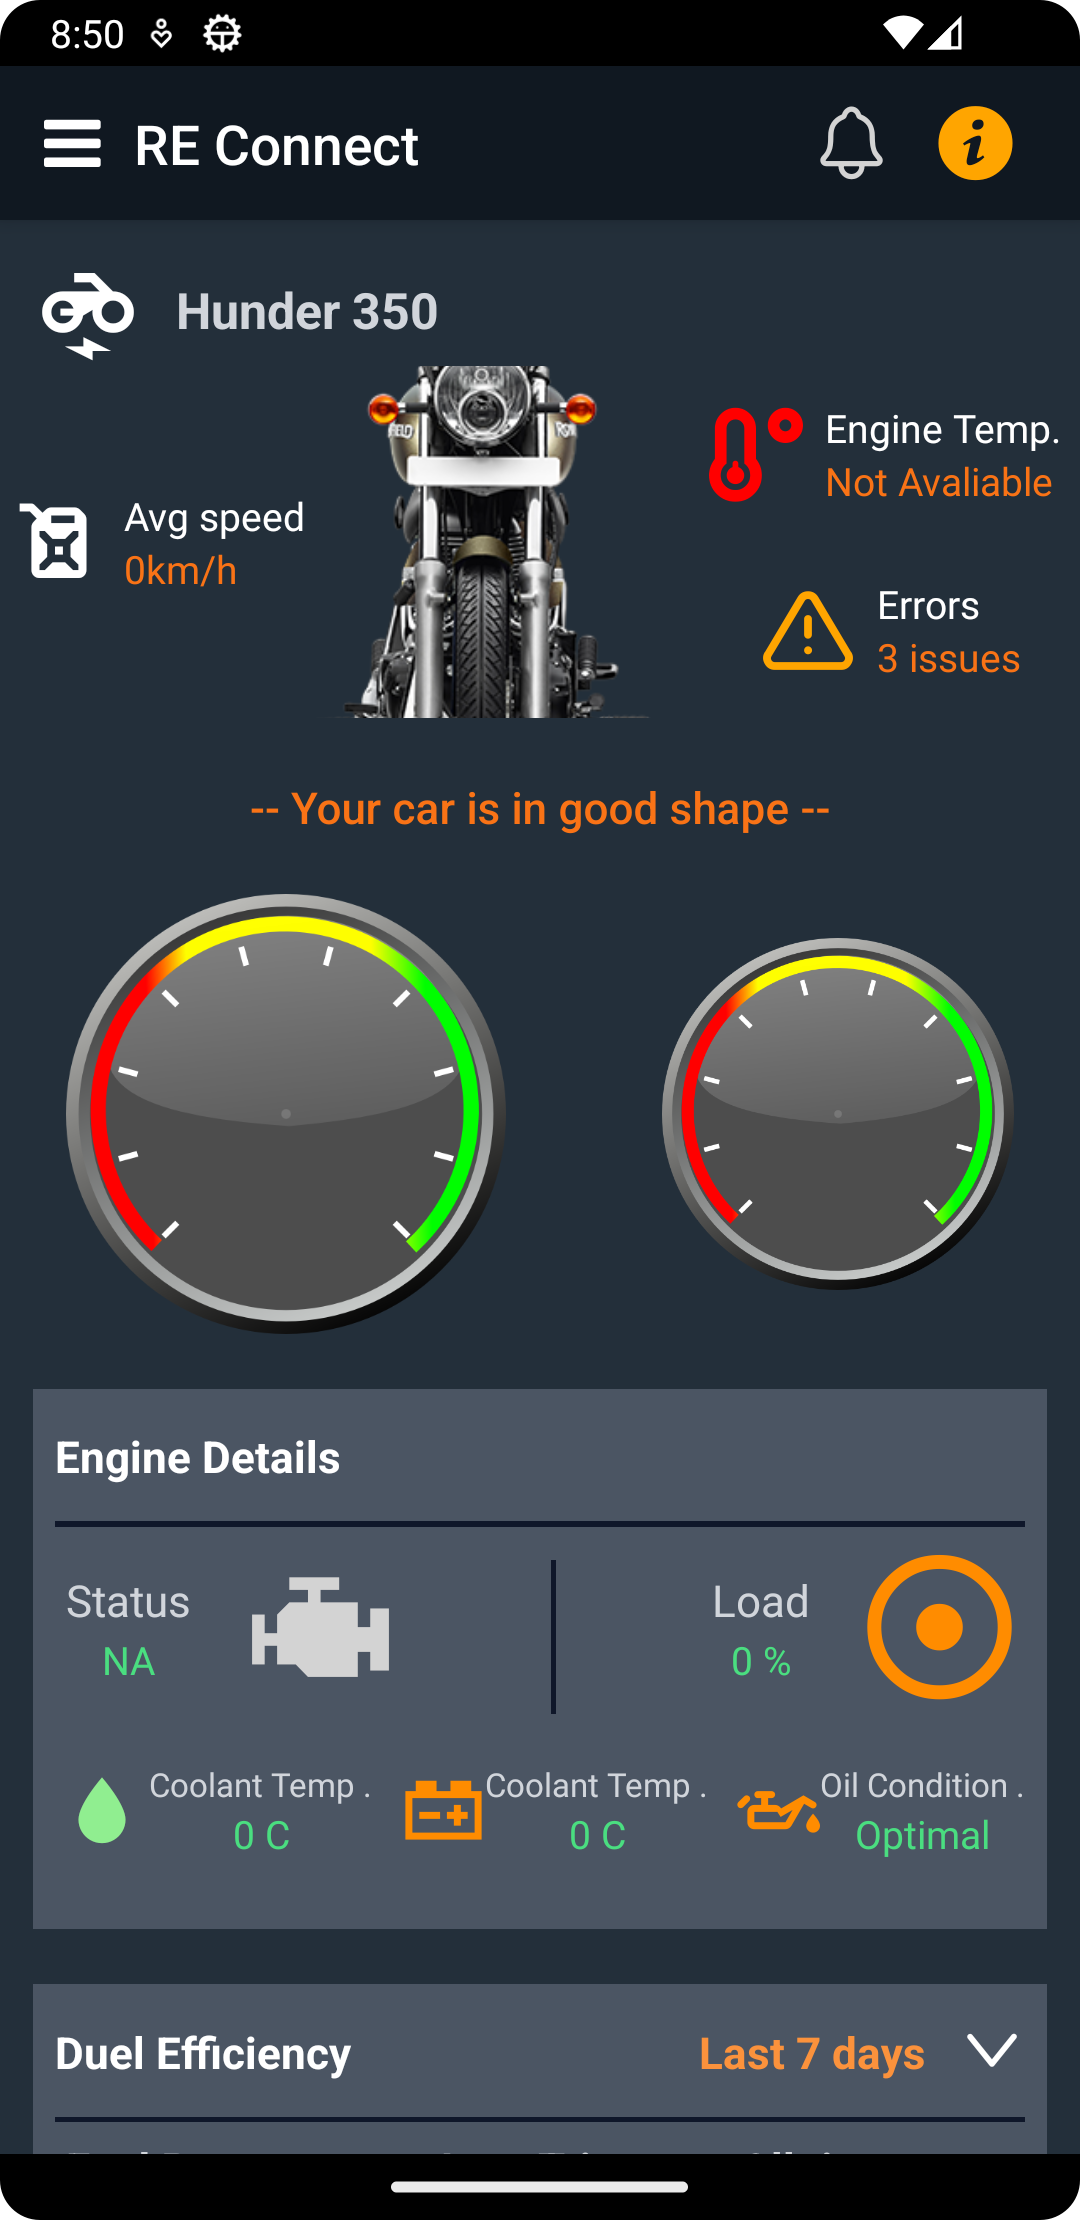 8:50
RE Connect
Hunder 350
Engine Temp.
Not Avaliable
Avg speed
0km/h
Errors
3 issues
-- Your car is in good shape --
Engine Details
Status
NA
Load
0 %
Coolant Temp .
0 C
Coolant Temp .
0 C
Oil Condition .
Optimal
Duel Efficiency
Last 7 days